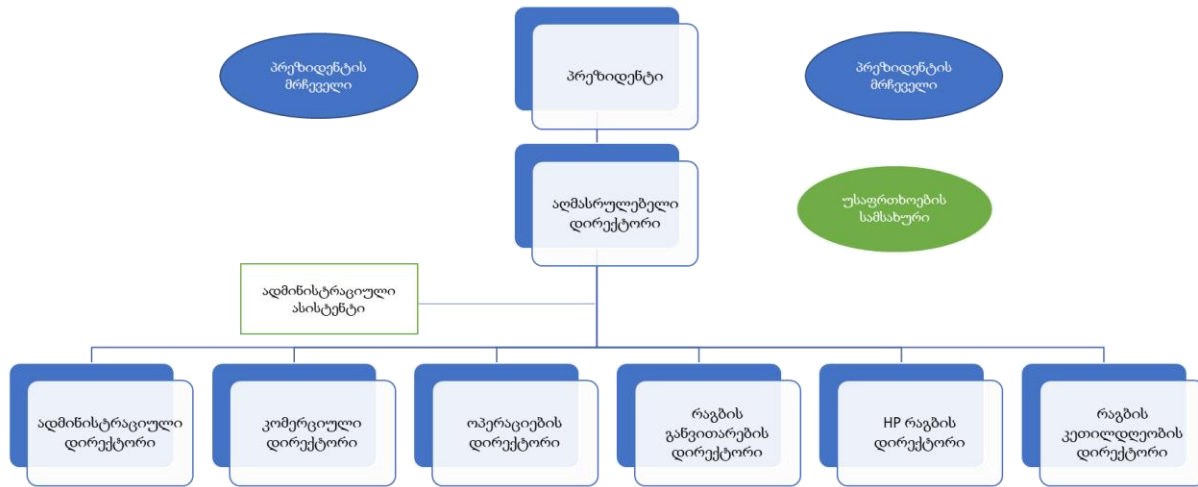 პრეზიდენტის
მრჩეველი
პრეზიდენტი
პრეზიდენტის
მრჩეველი
აღმასრულებელი
დირექტორი
უსაფრთხოების
სამსახური
ადმინისტრაციული
ასისტენტი
ადმინისტრაციული
დირექტორი
კომერციული
დირექტორი
ოპერაციების
დირექტორი
რაგბის
განვითარების
დირექტორი
HP რაგბის
დირექტორი
რაგბის
კეთილდღეობის
დირექტორი